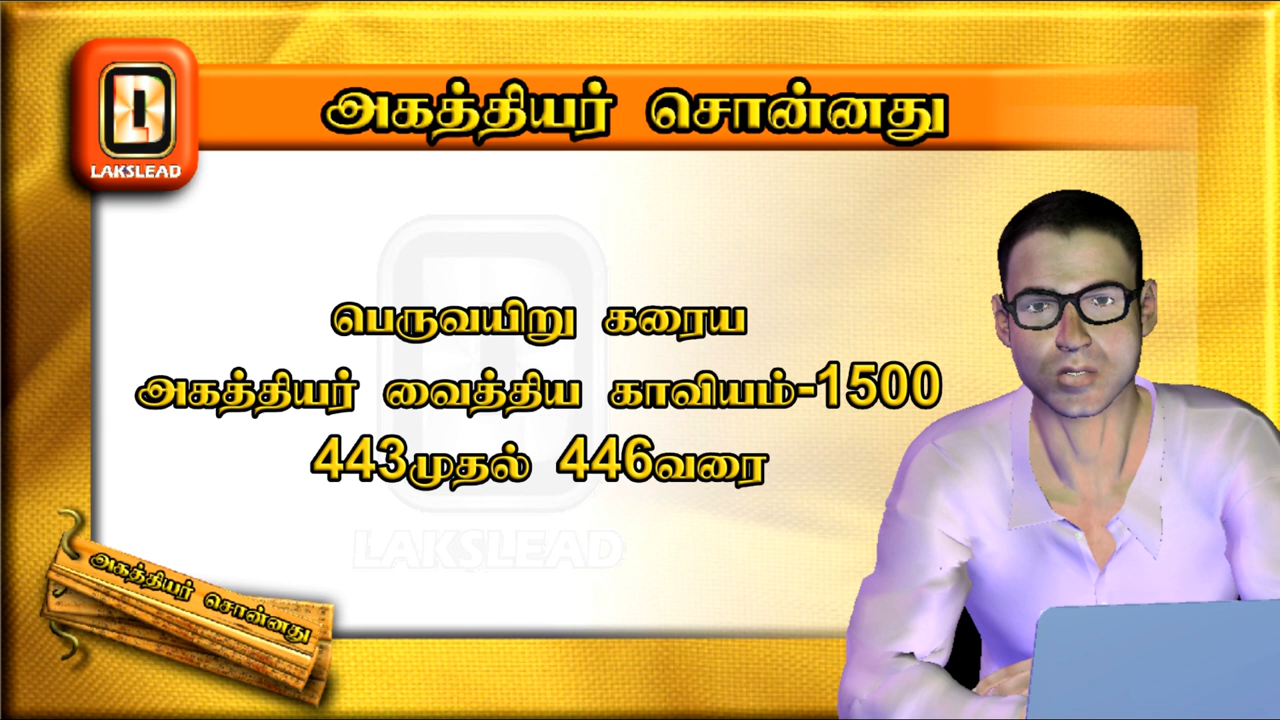 அகத்தியர் சொன்னது
LAKSLEAD
பெருவயிறு கரைய
அகத்தியர் வைத்திய காவியம்-1500
443முதல் 446வரை
LAKSLEAD
அகத்தியர் சொன்னது